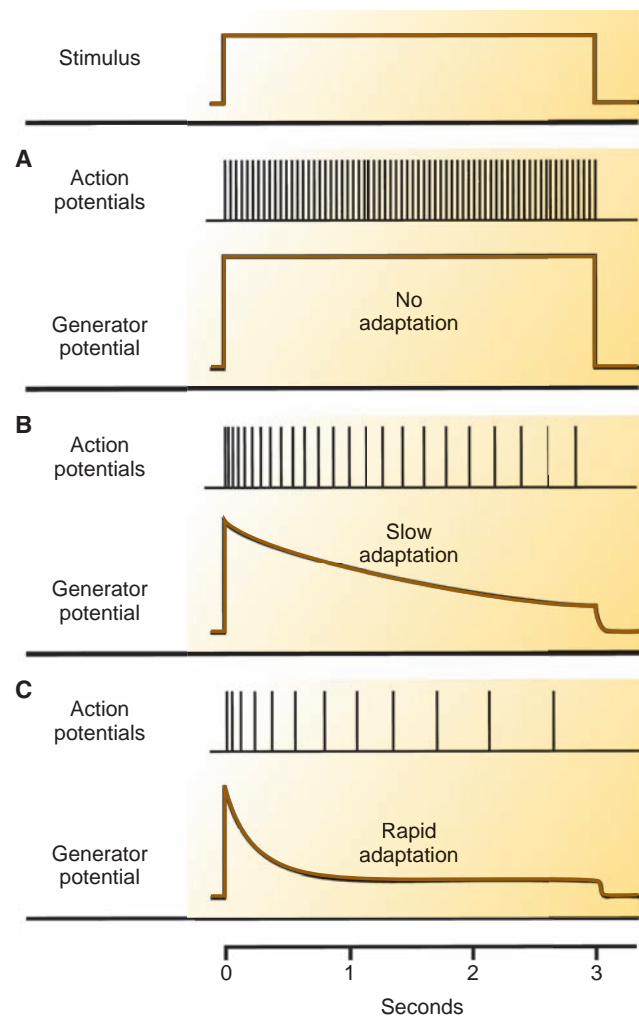 Stimulus
A
Action
potentials
No
adaptation
Generator
potential
B
Action
potentials
Slow
adaptation
Generator
potential
C
Action
potentials
Rapid
adaptation
Generator
potential
0 1 2 3
Seconds